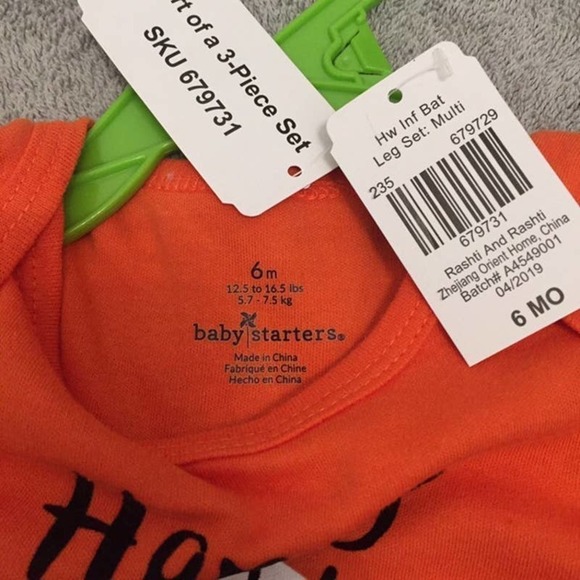 of a 3-Piece Set
SKU 679731
Hw Inf Bat
Leg Set: Multi
679729
235
679731
Rashti And Rashti
Zhejiang Orient Home, China
Batch# A4549001
04/2019
6 MO
6 m
12.5 to 16.5 lbs
5.7 - 7.5 kg
baby starters®
Made in China
Fabriqué en Chine
Hecho en China